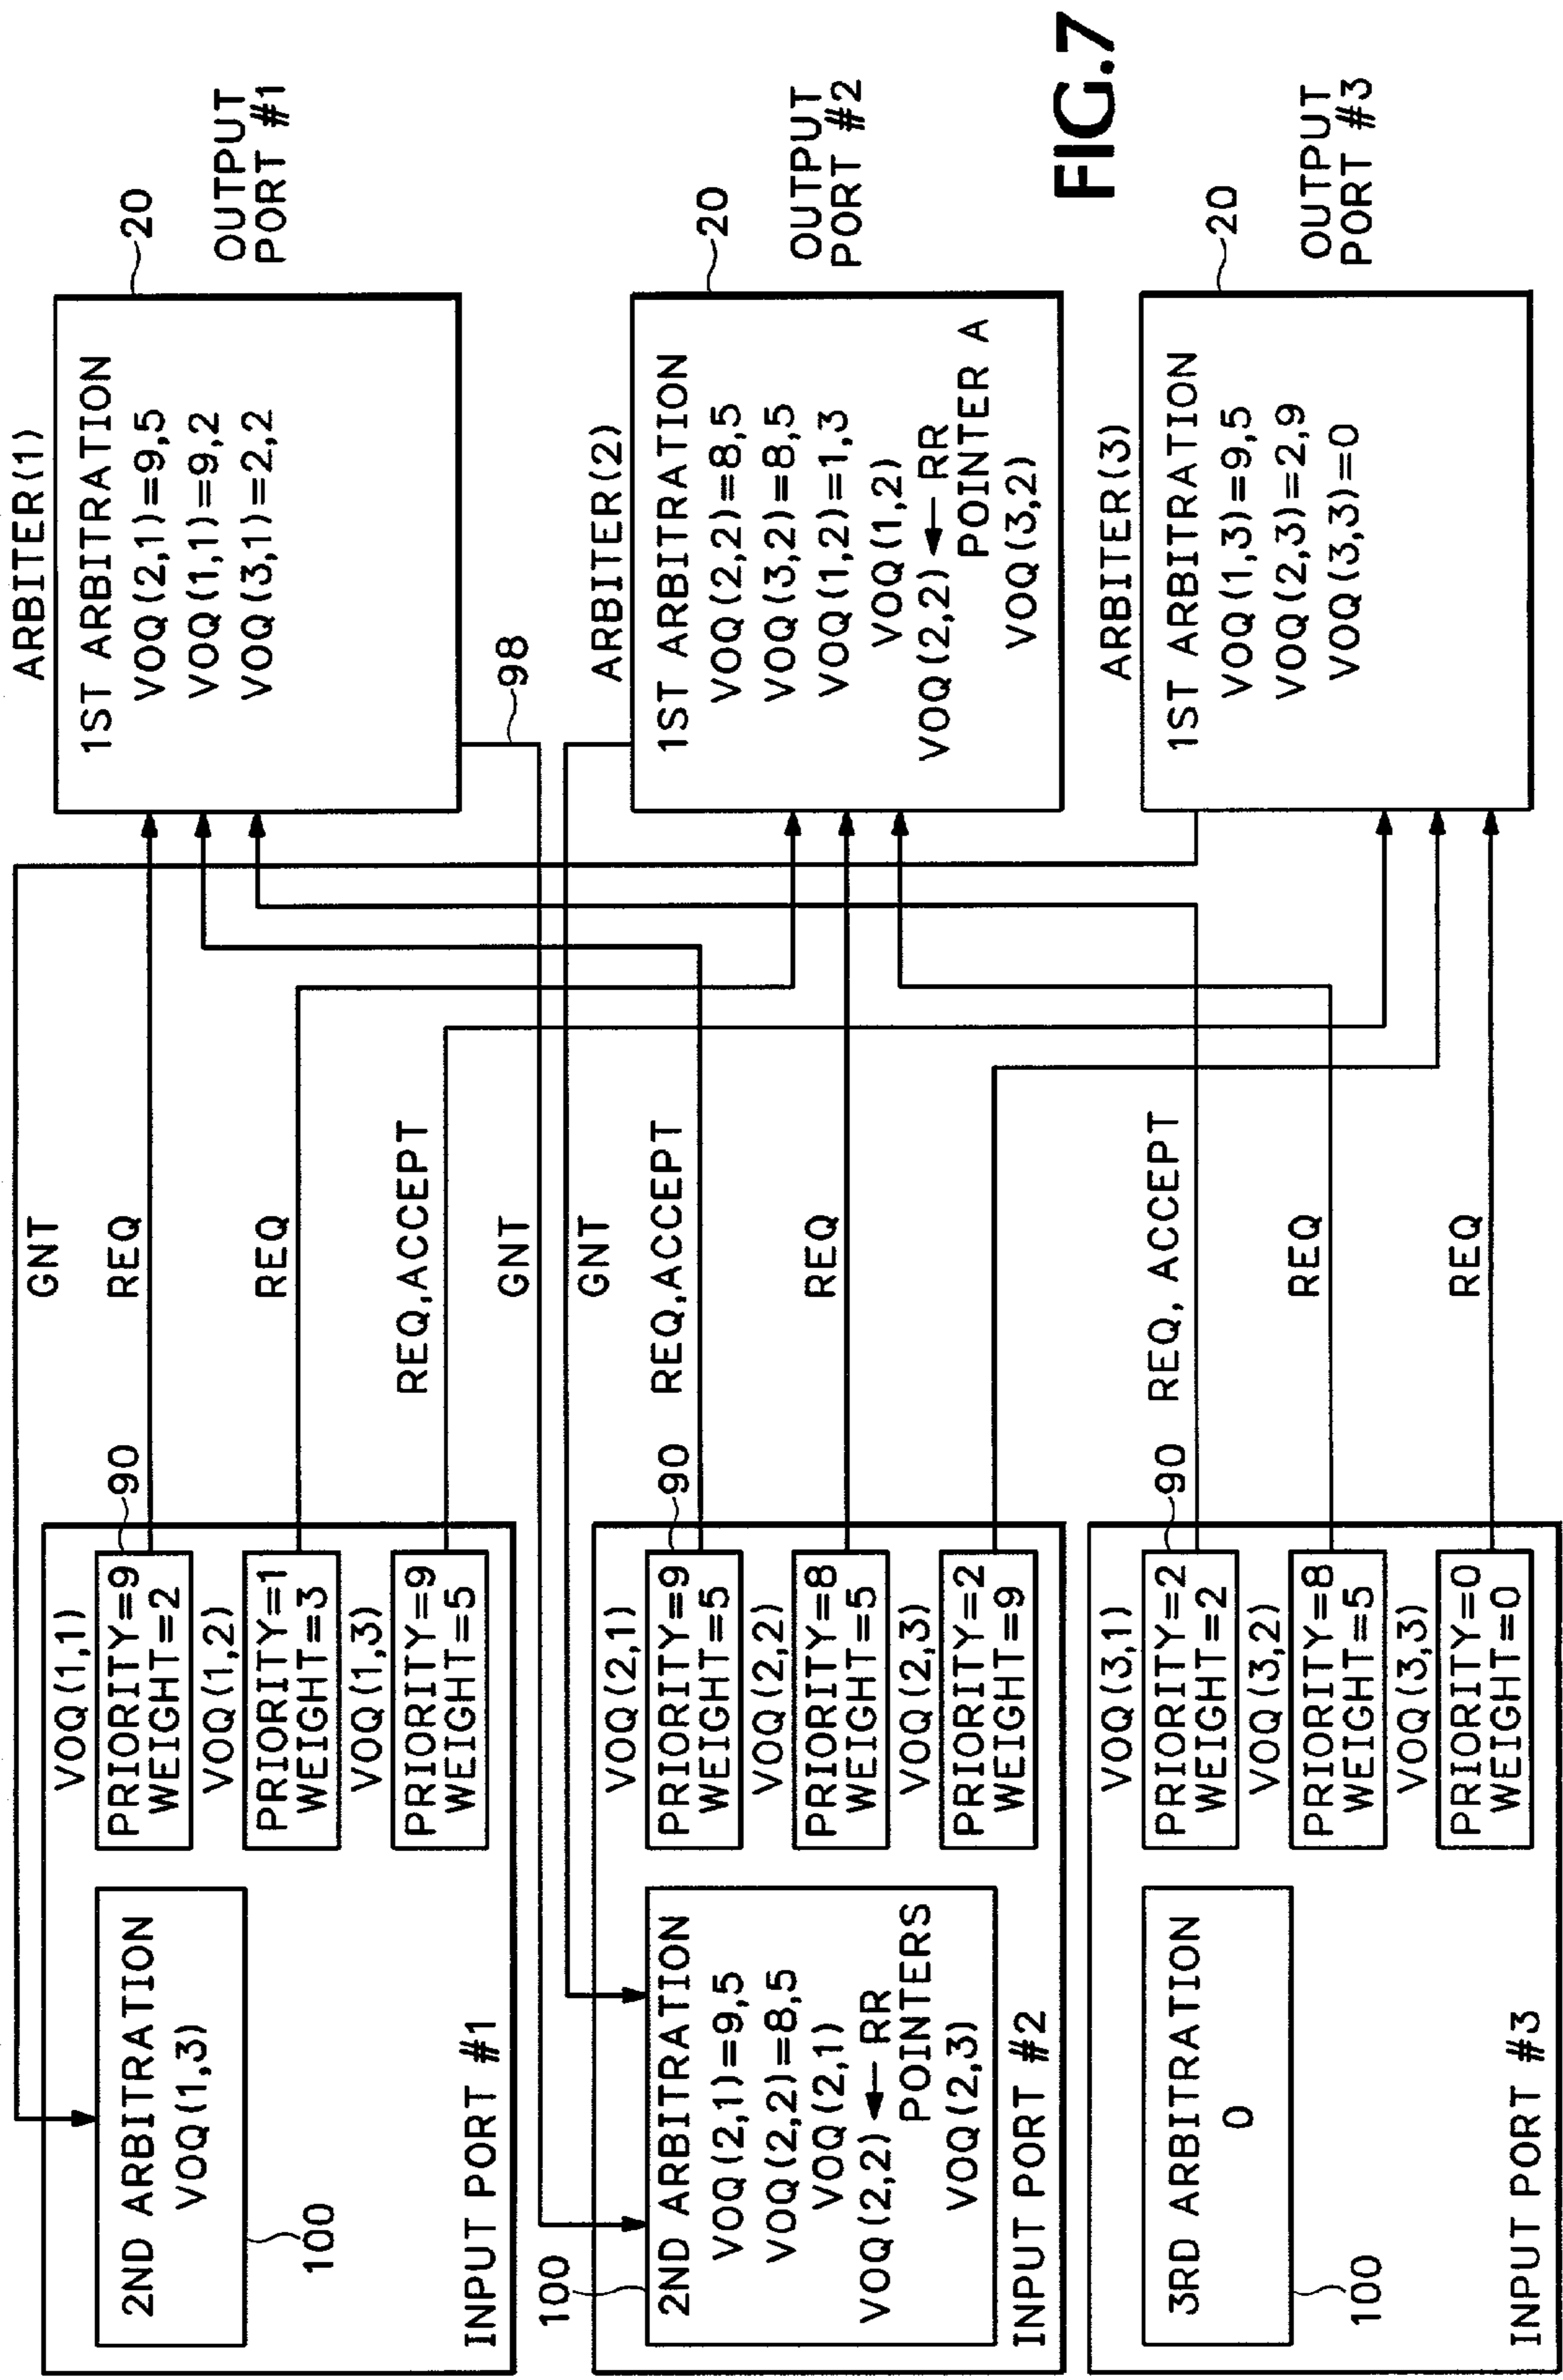 INPUT PORT #1
2ND ARBITRATION
VOQ(1,3)
100
VOQ(1,1)
PRIORITY=9
WEIGHT=2
90
VOQ(1,2)
PRIORITY=1
WEIGHT=3
VOQ(1,3)
PRIORITY=9
WEIGHT=5
GNT
REQ
REQ
REQ,ACCEPT
GNT
ARBITER(1)
1ST ARBITRATION
VOQ(2,1)=9,5
VOQ(1,1)=9,2
VOQ(3,1)=2,2
20
OUTPUT
PORT #1
98
INPUT PORT #2
100
2ND ARBITRATION
VOQ(2,1)=9,5
VOQ(2,2)=8,5
VOQ(2,1)
VOQ(2,2) ← RR
POINTERS
VOQ(2,3)
VOQ(2,1)
PRIORITY=9
WEIGHT=5
90
VOQ(2,2)
PRIORITY=8
WEIGHT=5
VOQ(2,3)
PRIORITY=2
WEIGHT=9
GNT
REQ,ACCEPT
REQ
ARBITER(2)
1ST ARBITRATION
VOQ(2,2)=8,5
VOQ(3,2)=8,5
VOQ(1,2)=1,3
VOQ(1,2)
VOQ(2,2) ← RR
POINTER A
VOQ(3,2)
20
OUTPUT
PORT #2
INPUT PORT #3
3RD ARBITRATION
0
100
VOQ(3,1)
PRIORITY=2
WEIGHT=2
90
VOQ(3,2)
PRIORITY=8
WEIGHT=5
VOQ(3,3)
PRIORITY=0
WEIGHT=0
REQ, ACCEPT
REQ
REQ
ARBITER(3)
1ST ARBITRATION
VOQ(1,3)=9,5
VOQ(2,3)=2,9
VOQ(3,3)=0
20
OUTPUT
PORT #3
FIG.7